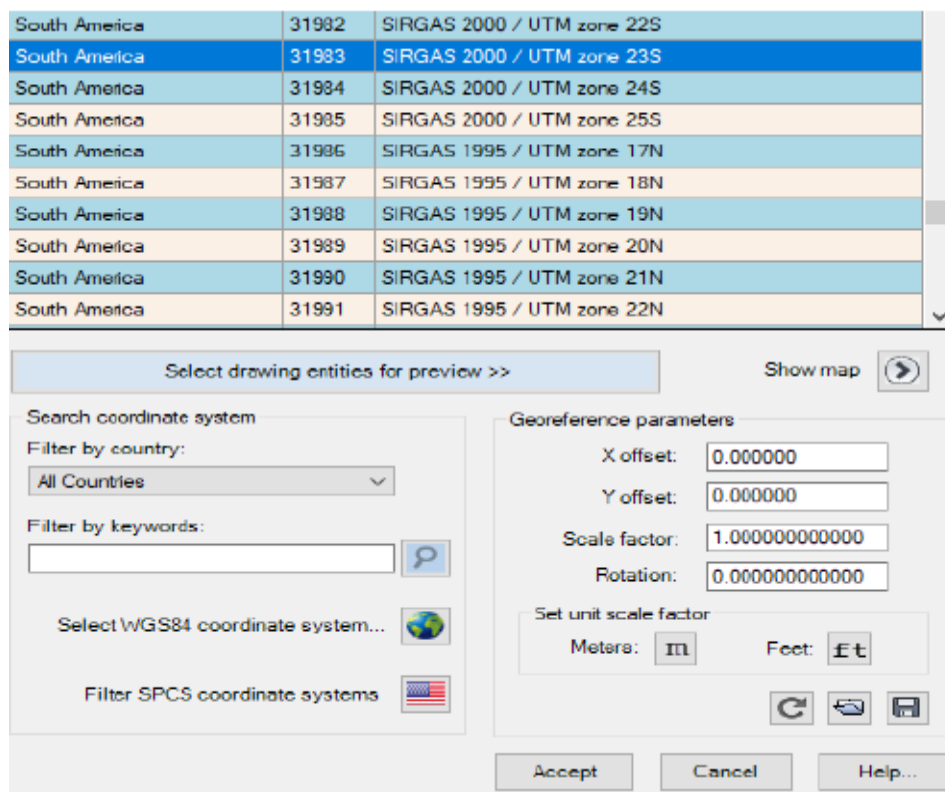 South America 31982 SIRGAS 2000 / UTM zone 22S
South America 31983 SIRGAS 2000 / UTM zone 23S
South America 31984 SIRGAS 2000 / UTM zone 24S
South America 31985 SIRGAS 2000 / UTM zone 25S
South America 31986 SIRGAS 1995 / UTM zone 17N
South America 31987 SIRGAS 1995 / UTM zone 18N
South America 31988 SIRGAS 1995 / UTM zone 19N
South America 31989 SIRGAS 1995 / UTM zone 20N
South America 31990 SIRGAS 1995 / UTM zone 21N
South America 31991 SIRGAS 1995 / UTM zone 22N
Select drawing entities for preview >>
Show map
Search coordinate system
Filter by country:
All Countries
Filter by keywords:
Select WGS84 coordinate system...
Filter SPCS coordinate systems
Georeference parameters
X offset: 0.000000
Y offset: 0.000000
Scale factor: 1.000000000000
Rotation: 0.000000000000
Set unit scale factor
Meters: m Feet: ft
Accept Cancel Help...